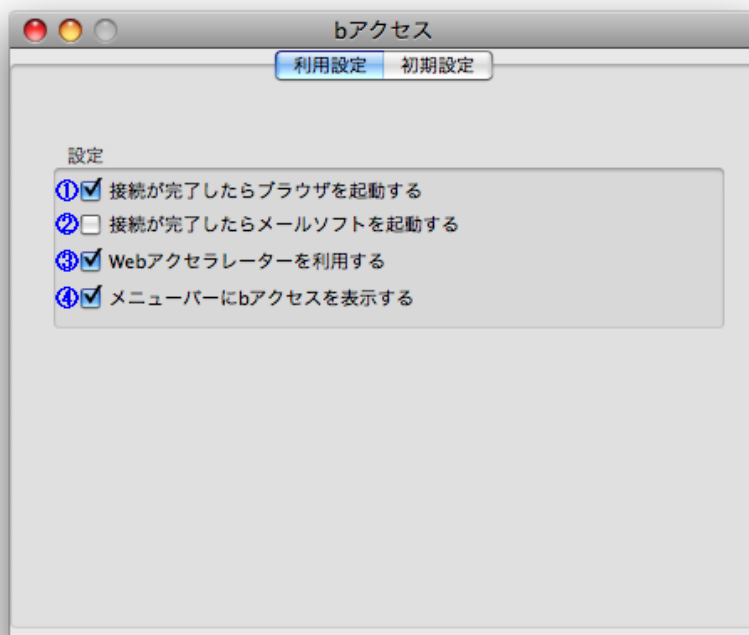 bアクセス
利用設定 初期設定
設定
①接続が完了したらブラウザを起動する
②接続が完了したらメールソフトを起動する
③Webアクセラレーターを利用する
④メニューバーにbアクセスを表示する